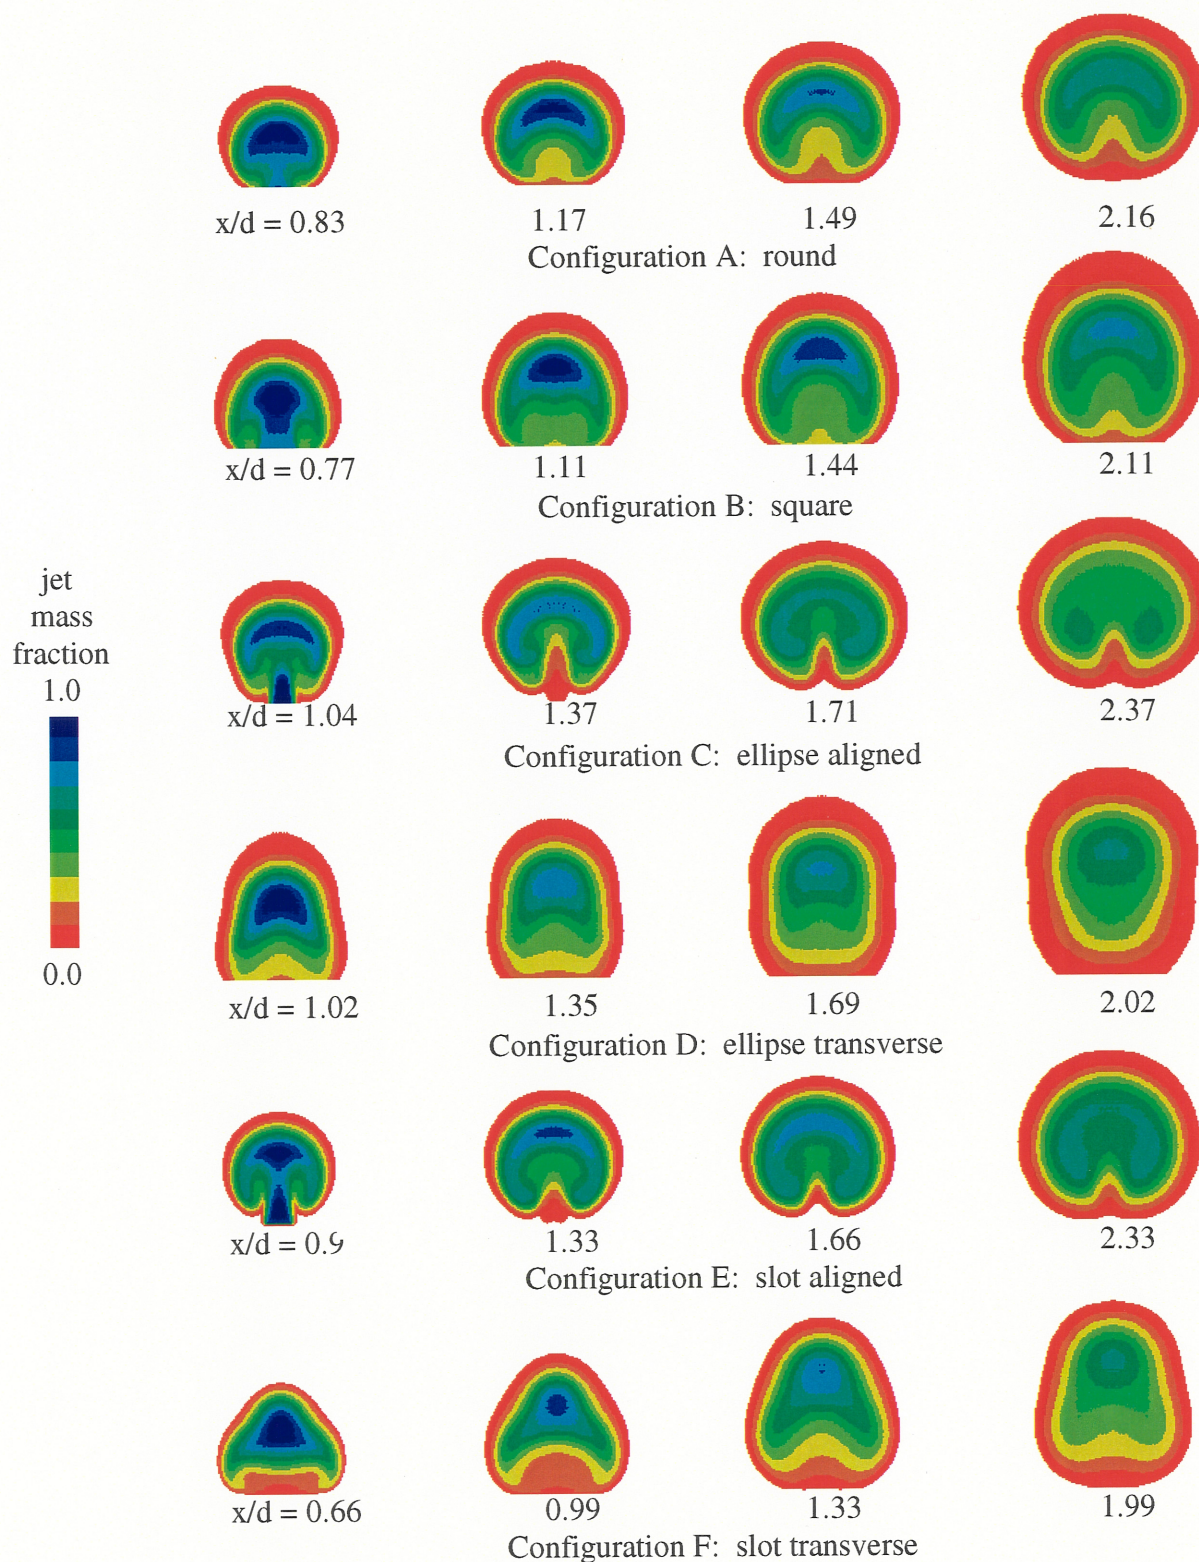 x/d = 0.83 1.17 1.49 2.16
Configuration A: round
x/d = 0.77 1.11 1.44 2.11
Configuration B: square
jet
mass
fraction
1.0
0.0
x/d = 1.04 1.37 1.71 2.37
Configuration C: ellipse aligned
x/d = 1.02 1.35 1.69 2.02
Configuration D: ellipse transverse
x/d = 0.9 1.33 1.66 2.33
Configuration E: slot aligned
x/d = 0.66 0.99 1.33 1.99
Configuration F: slot transverse